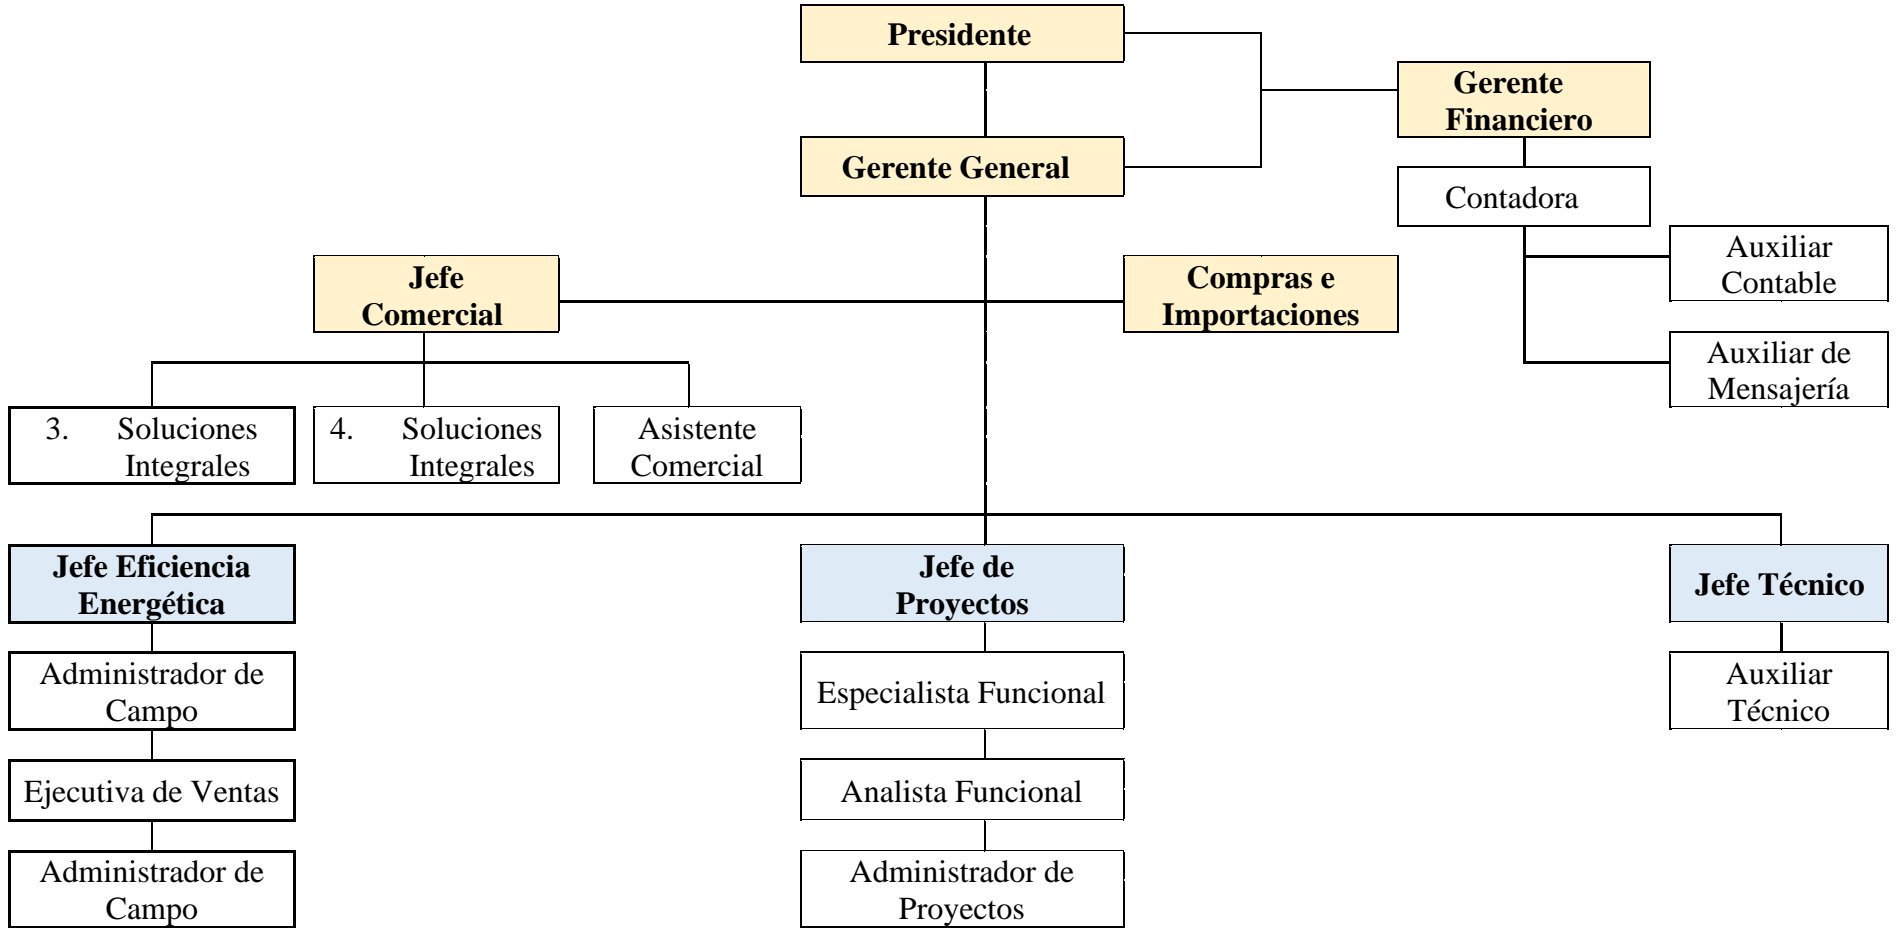 Presidente
Gerente
Financiero
Gerente General
Contadora
Auxiliar
Contable
Jefe
Comercial
Compras e
Importaciones
Auxiliar de
Mensajería
3. Soluciones
Integrales
4. Soluciones
Integrales
Asistente
Comercial
Jefe Eficiencia
Energética
Jefe de
Proyectos
Jefe Técnico
Administrador de
Campo
Especialista Funcional
Auxiliar
Técnico
Ejecutiva de Ventas
Analista Funcional
Administrador de
Campo
Administrador de
Proyectos